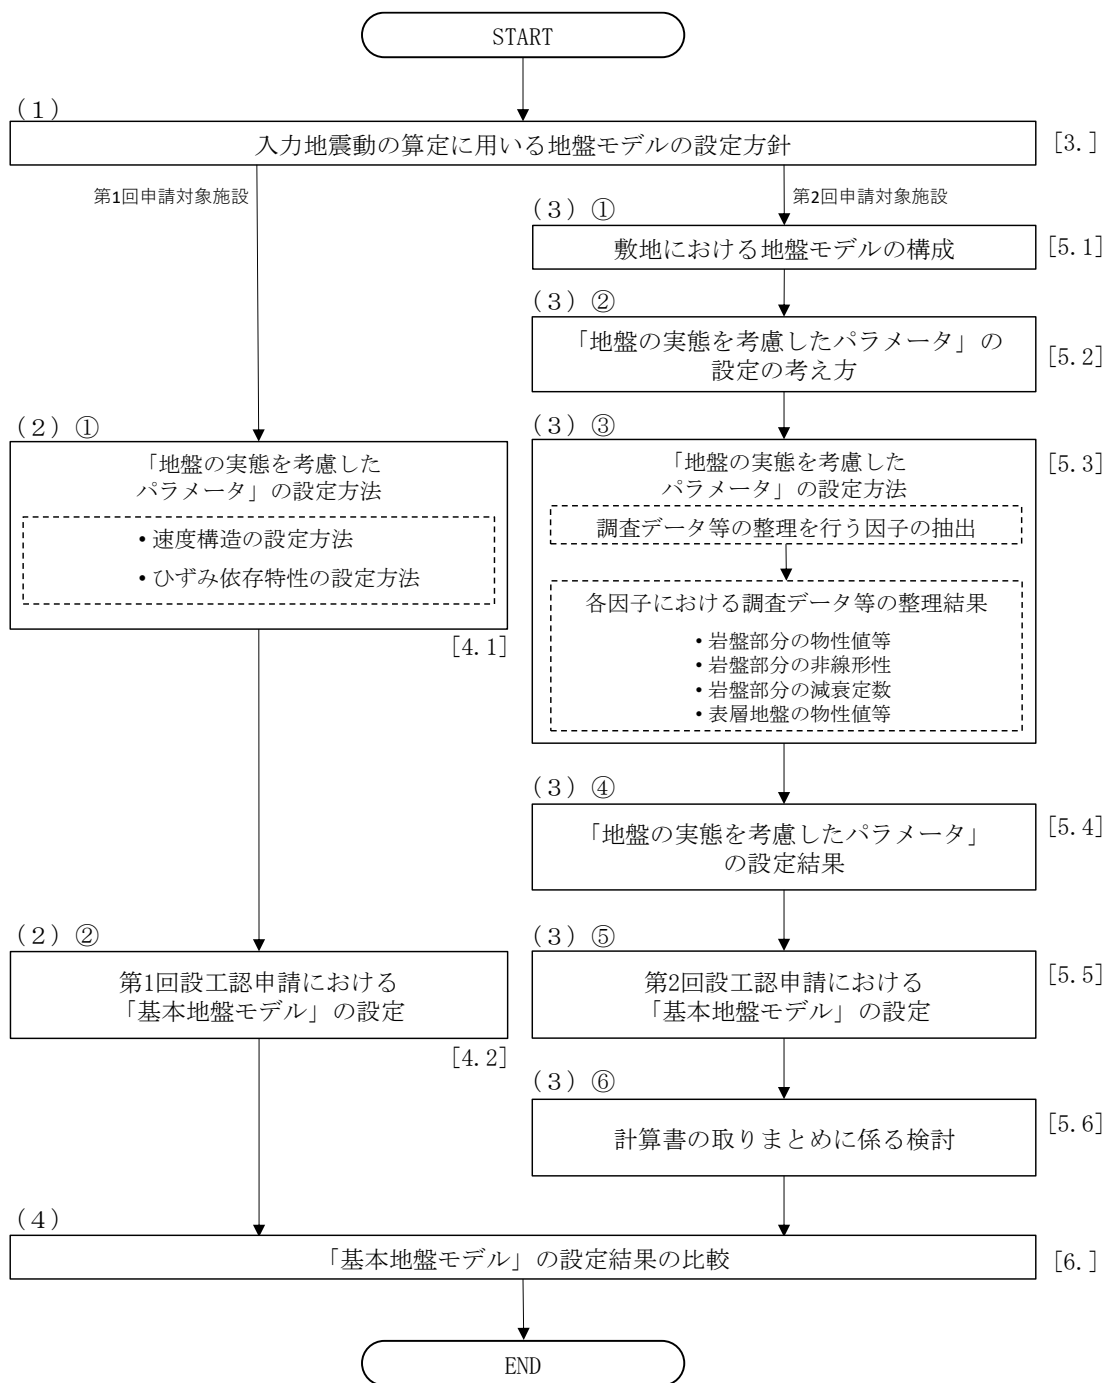 START
(1)
入力地震動の算定に用いる地盤モデルの設定方針
[3.]
第1回申請対象施設
第2回申請対象施設
(3)①
敷地における地盤モデルの構成
[5.1]
(3)②
「地盤の実態を考慮したパラメータ」の
設定の考え方
[5.2]
(2)①
「地盤の実態を考慮した
パラメータ」の設定方法
• 速度構造の設定方法
• ひずみ依存特性の設定方法
[4.1]
(3)③
「地盤の実態を考慮した
パラメータ」の設定方法
[5.3]
調査データ等の整理を行う因子の抽出
各因子における調査データ等の整理結果
• 岩盤部分の物性値等
• 岩盤部分の非線形性
• 岩盤部分の減衰定数
• 表層地盤の物性値等
(3)④
「地盤の実態を考慮したパラメータ」
の設定結果
[5.4]
(2)②
第1回設工認申請における
「基本地盤モデル」の設定
[4.2]
(3)⑤
第2回設工認申請における
「基本地盤モデル」の設定
[5.5]
(3)⑥
計算書の取りまとめに係る検討
[5.6]
(4)
「基本地盤モデル」の設定結果の比較
[6.]
END